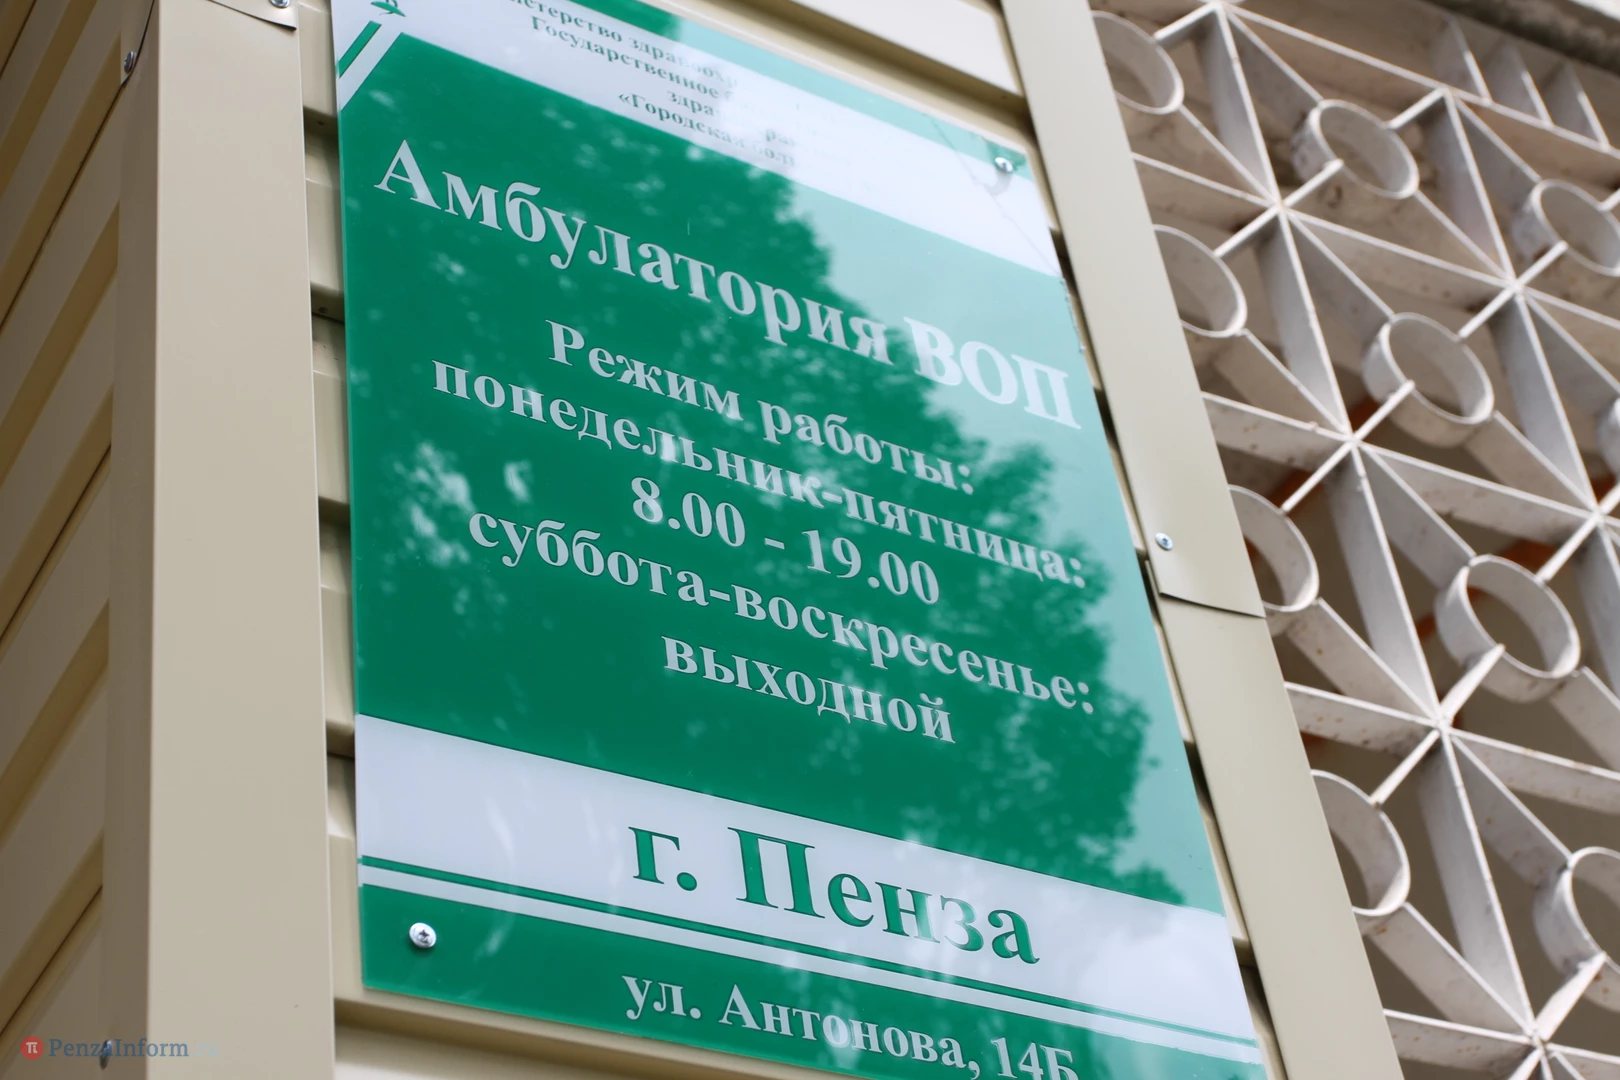 Государственное
«Городская
Амбулатория ВОП
Режим работы:
понедельник-пятница:
8.00 - 19.00
суббота-воскресенье:
выходной
г. Пенза
ул. Антонова, 14Б
PenzaInform.ru